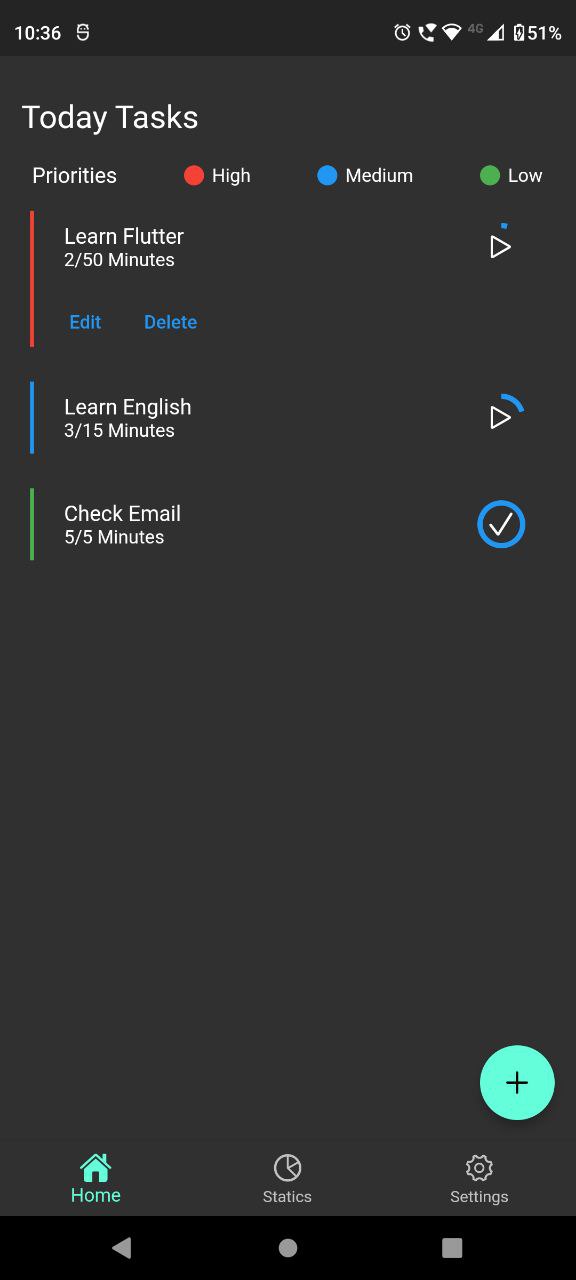 10:36 4G 51%
Today Tasks
Priorities High Medium Low
Learn Flutter
2/50 Minutes
Edit Delete
Learn English
3/15 Minutes
Check Email
5/5 Minutes
Home Statics Settings